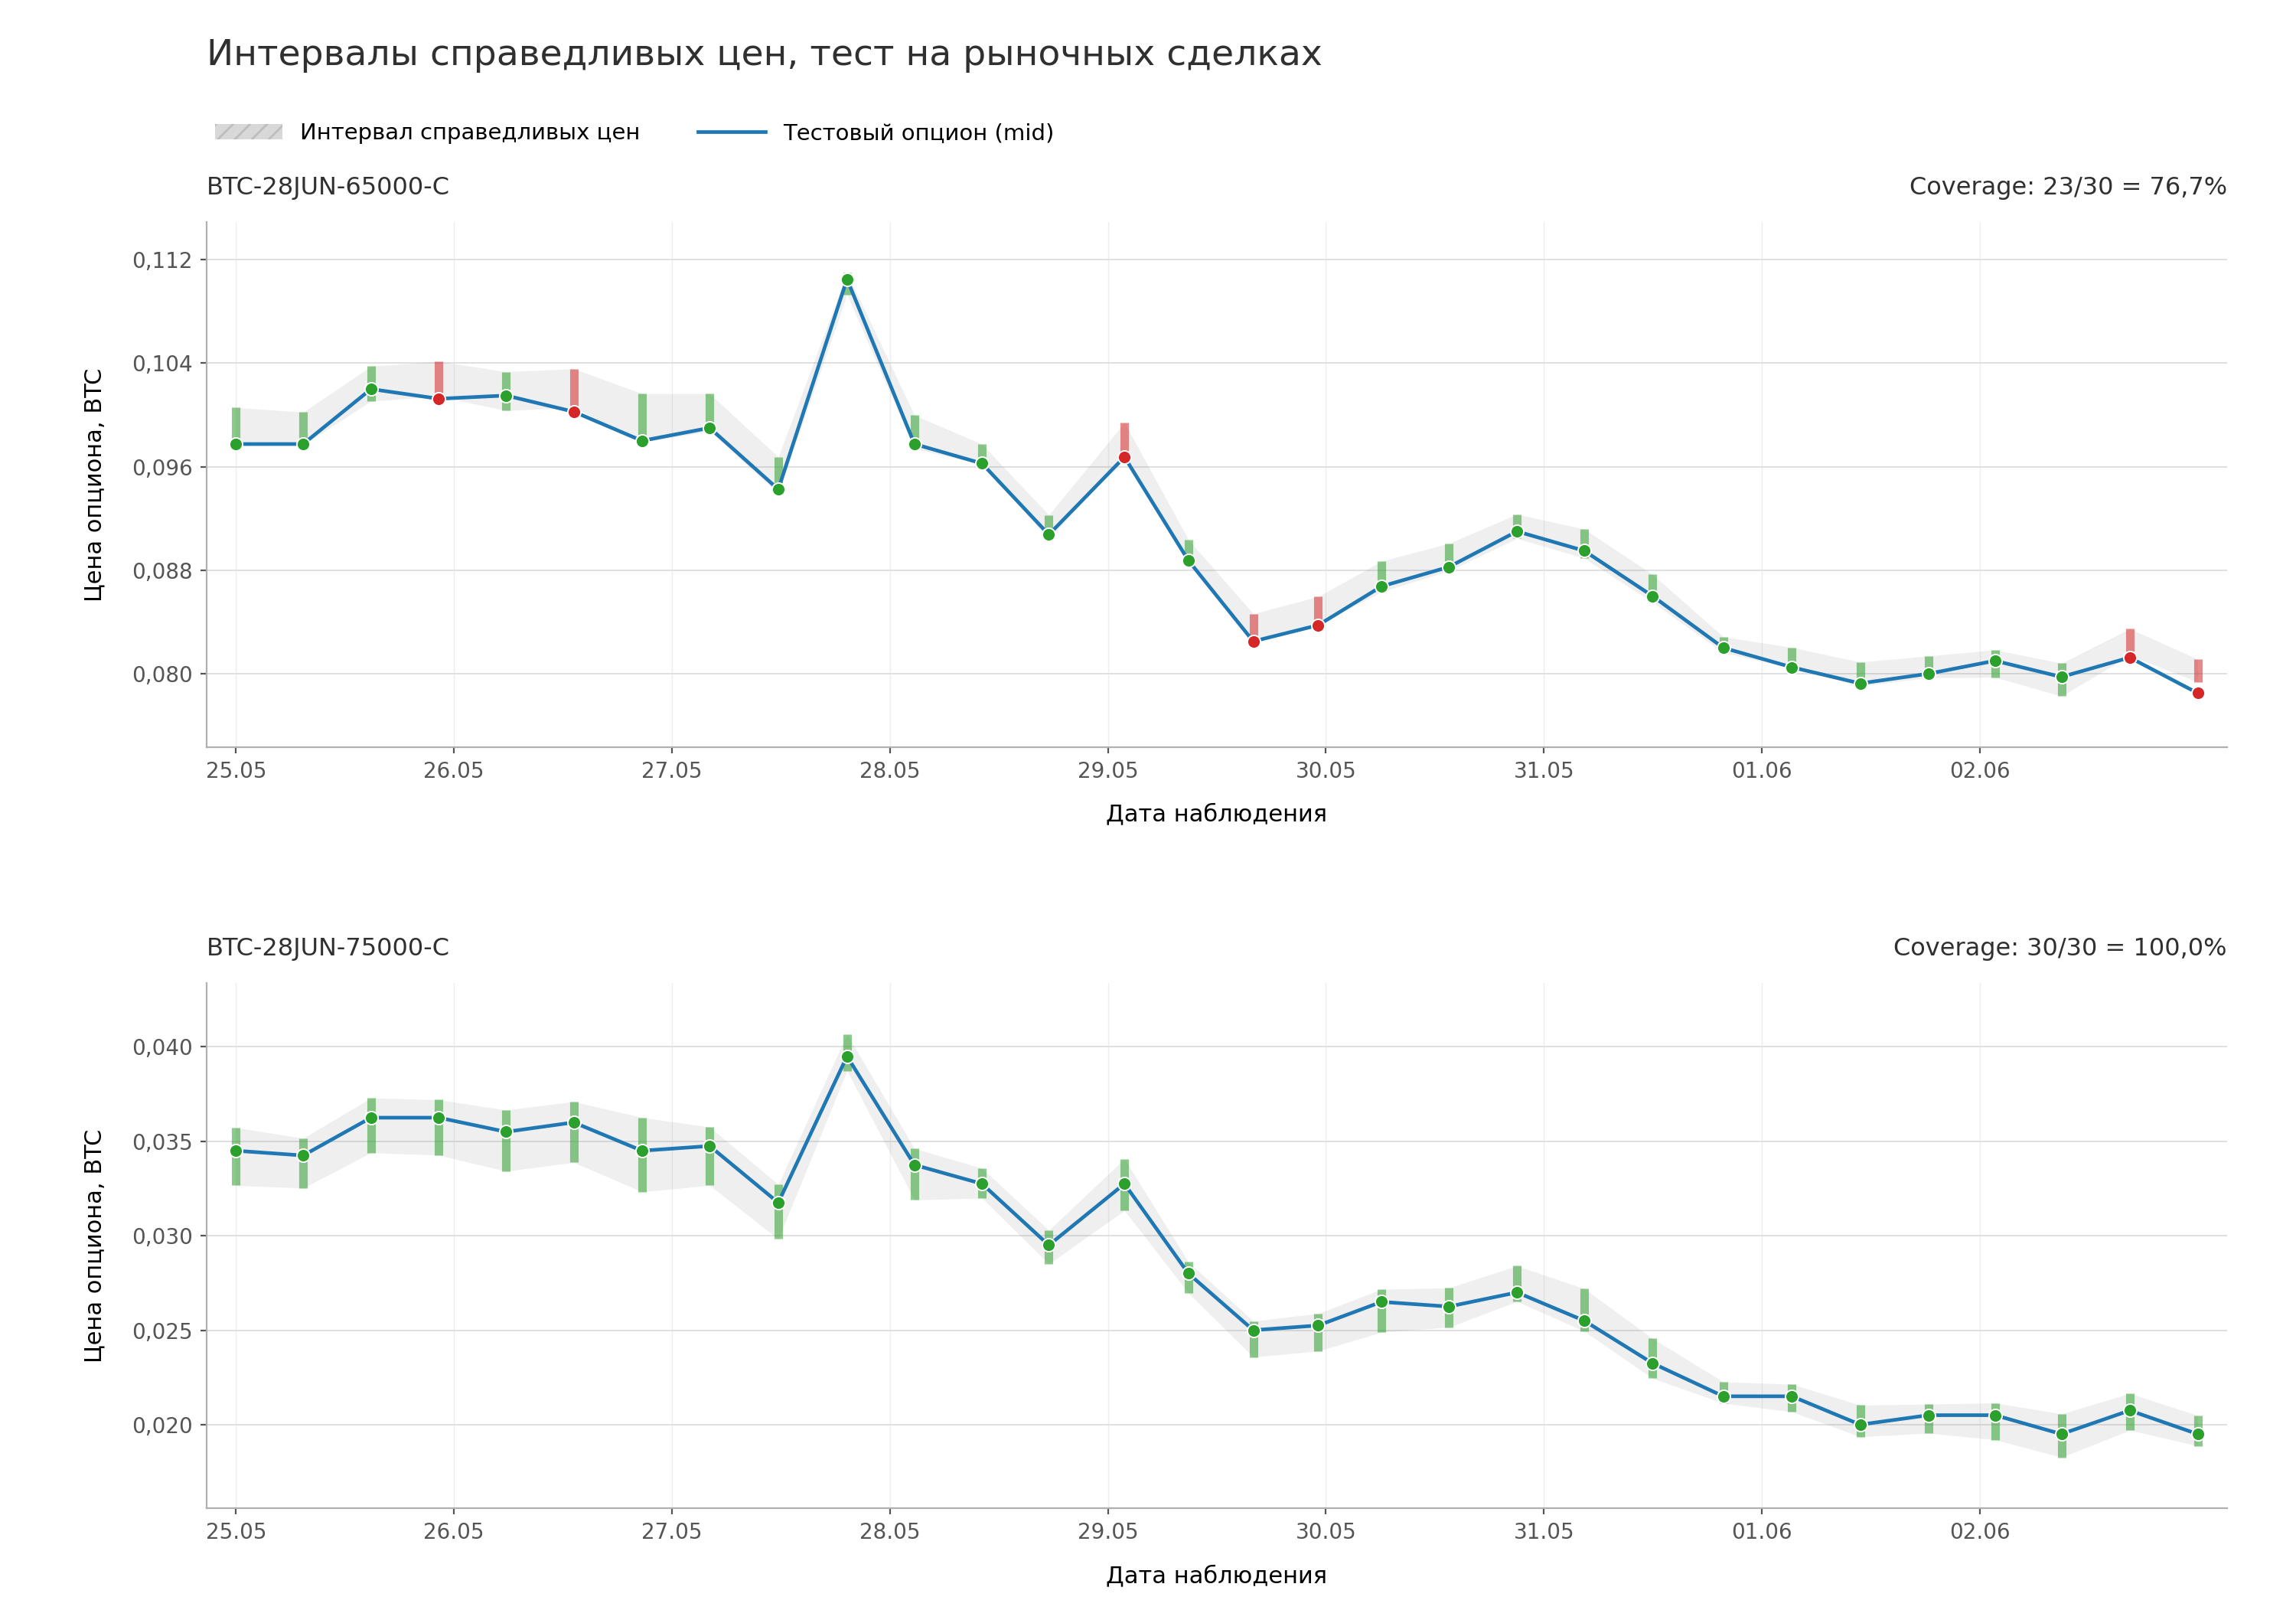 Интервалы справедливых цен, тест на рыночных сделках
Интервал справедливых цен
Тестовый опцион (mid)
BTC-28JUN-65000-C
Coverage: 23/30 = 76,7%
Цена опциона, BTC
0,112
0,104
0,096
0,088
0,080
25.05 26.05 27.05 28.05 29.05 30.05 31.05 01.06 02.06
Дата наблюдения
BTC-28JUN-75000-C
Coverage: 30/30 = 100,0%
Цена опциона, BTC
0,040
0,035
0,030
0,025
0,020
25.05 26.05 27.05 28.05 29.05 30.05 31.05 01.06 02.06
Дата наблюдения